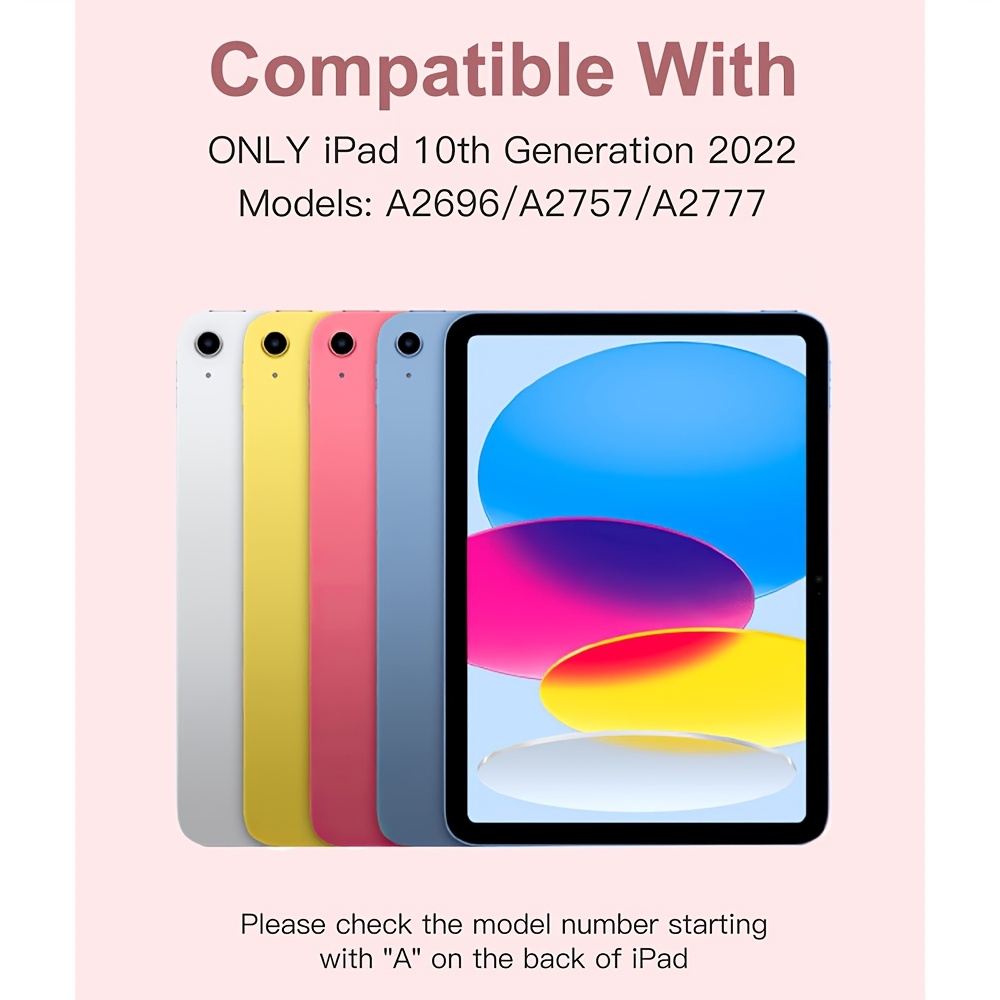 Compatible With
ONLY iPad 10th Generation 2022
Models: A2696/A2757/A2777
Please check the model number starting
with "A" on the back of iPad